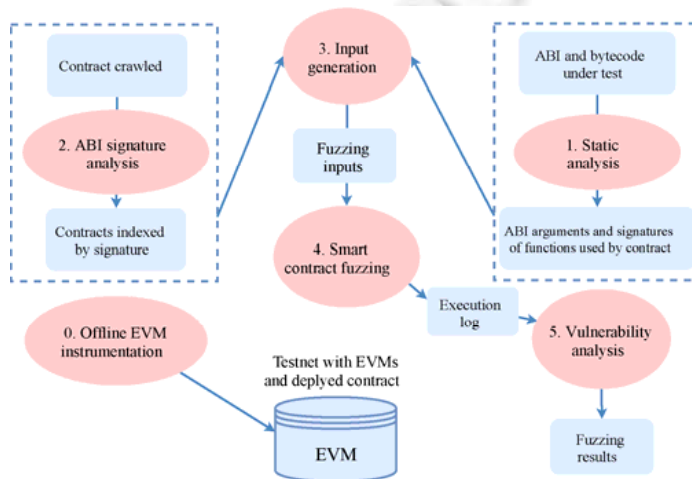 Contract crawled
2. ABI signature
analysis
Contracts indexed
by signature
3. Input
generation
Fuzzing
inputs
4. Smart
contract fuzzing
ABI and bytecode
under test
1. Static
analysis
ABI arguments and signatures
of functions used by contract
0. Offline EVM
instrumentation
Testnet with EVMs
and deplyed contract
EVM
Execution
log
5. Vulnerability
analysis
Fuzzing
results